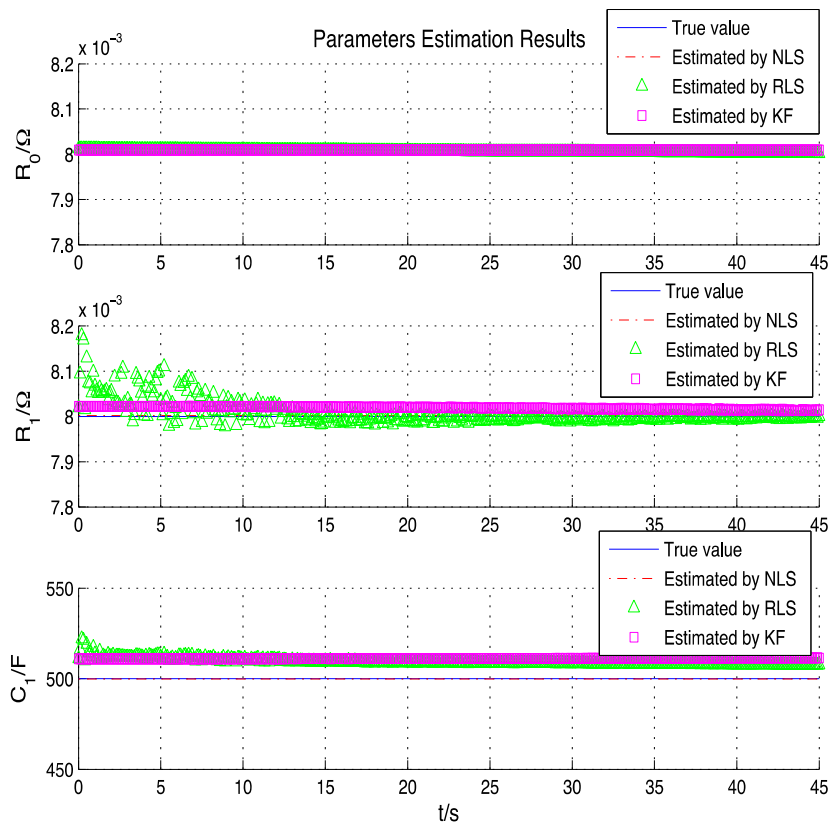 Parameters Estimation Results
x 10⁻³
True value
Estimated by NLS
Estimated by RLS
Estimated by KF
8.2
8.1
8
7.9
7.8
R₀/Ω
0 5 10 15 20 25 30 35 40 45
x 10⁻³
True value
Estimated by NLS
Estimated by RLS
Estimated by KF
8.2
8.1
8
7.9
7.8
R₁/Ω
0 5 10 15 20 25 30 35 40 45
True value
Estimated by NLS
Estimated by RLS
Estimated by KF
550
500
450
C₁/F
0 5 10 15 20 25 30 35 40 45
t/s